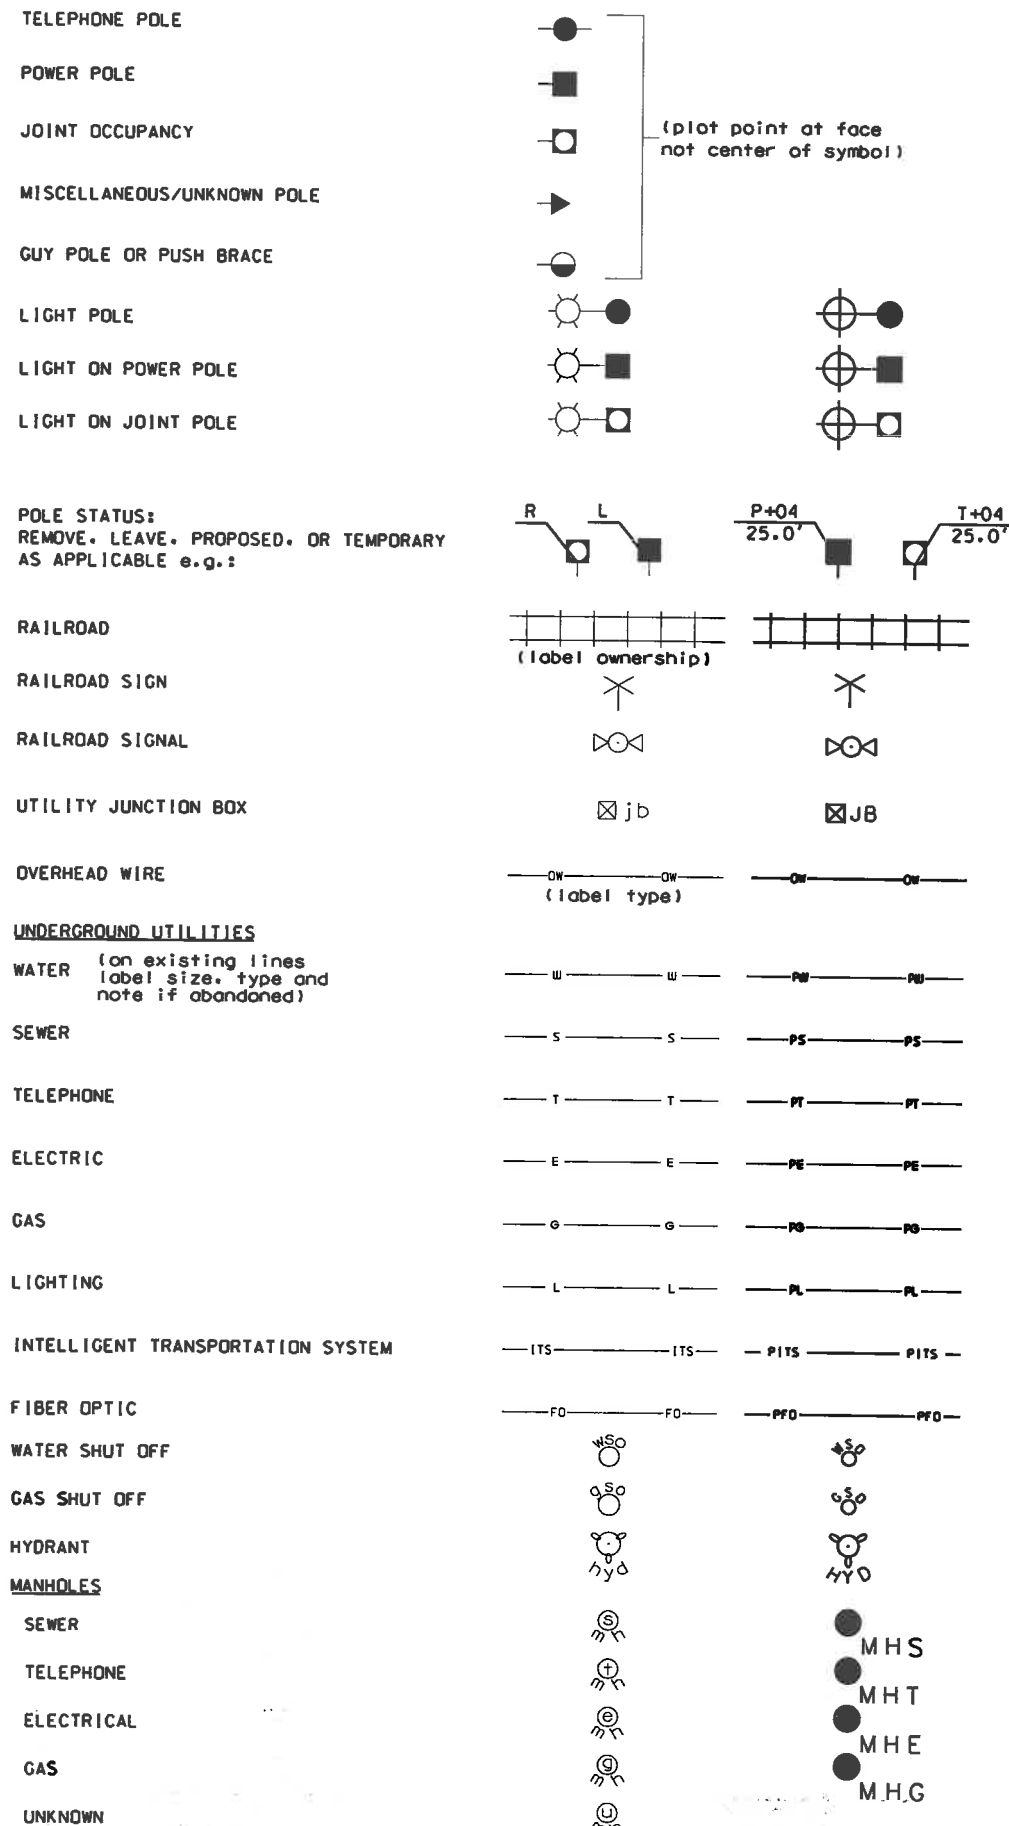 TELEPHONE POLE
POWER POLE
JOINT OCCUPANCY
(plot point at face
not center of symbol)
MISCELLANEOUS/UNKNOWN POLE
GUY POLE OR PUSH BRACE
LIGHT POLE
LIGHT ON POWER POLE
LIGHT ON JOINT POLE
POLE STATUS:
REMOVE, LEAVE, PROPOSED, OR TEMPORARY
AS APPLICABLE e.g.:
R L P+04 T+04
25.0' 25.0'
RAILROAD
(label ownership)
RAILROAD SIGN
RAILROAD SIGNAL
UTILITY JUNCTION BOX jb JB
OVERHEAD WIRE OW OW OW OW
(label type)
UNDERGROUND UTILITIES
WATER (on existing lines
label size, type and
note if abandoned)
W W PW PW
SEWER S S PS PS
TELEPHONE T T PT PT
ELECTRIC E E PE PE
GAS G G PG PG
LIGHTING L L PL PL
INTELLIGENT TRANSPORTATION SYSTEM ITS ITS PITS PITS
FIBER OPTIC FO FO PFO PFO
WATER SHUT OFF wso WSO
GAS SHUT OFF gso GSO
HYDRANT hyd HYD
MANHOLES
SEWER s mh MHS
TELEPHONE t mh MHT
ELECTRICAL e mh MHE
GAS g mh MHG
UNKNOWN u